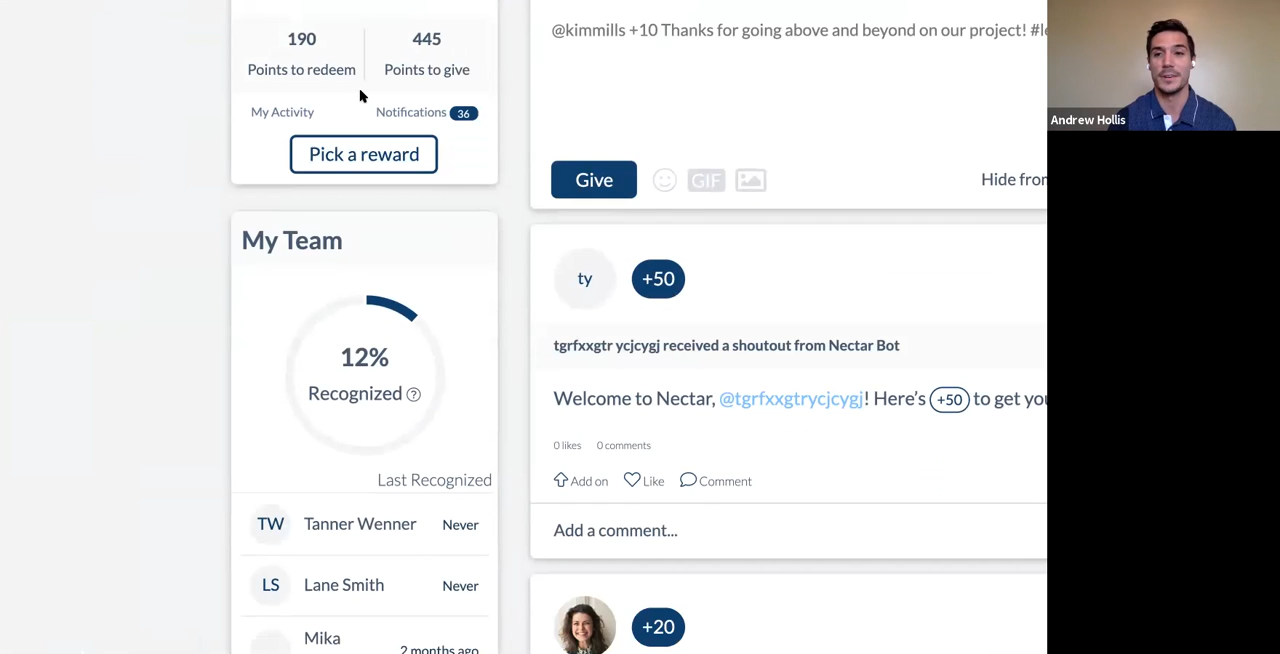 190
445
Points to redeem
Points to give
My Activity
Notifications 36
Pick a reward
My Team
12%
Recognized ?
Last Recognized
TW Tanner Wenner Never
LS Lane Smith Never
Mika
2 months ago
@kimmills +10 Thanks for going above and beyond on our project!
Give
GIF
Hide from
ty +50
tgrfxxgtr ycjcygj received a shoutout from Nectar Bot
Welcome to Nectar, @tgrfxxgtrycjcygj! Here's +50 to get you
0 likes 0 comments
Add on Like Comment
Add a comment...
+20
Andrew Hollis